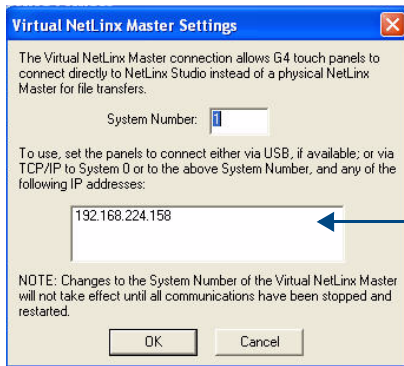 Virtual NetLinx Master Settings
The Virtual NetLinx Master connection allows G4 touch panels to
connect directly to NetLinx Studio instead of a physical NetLinx
Master for file transfers.
System Number: 1
To use, set the panels to connect either via USB, if available; or via
TCP/IP to System 0 or to the above System Number, and any of the
following IP addresses:
192.168.224.158
NOTE: Changes to the System Number of the Virtual NetLinx Master
will not take effect until all communications have been stopped and
restarted.
OK Cancel